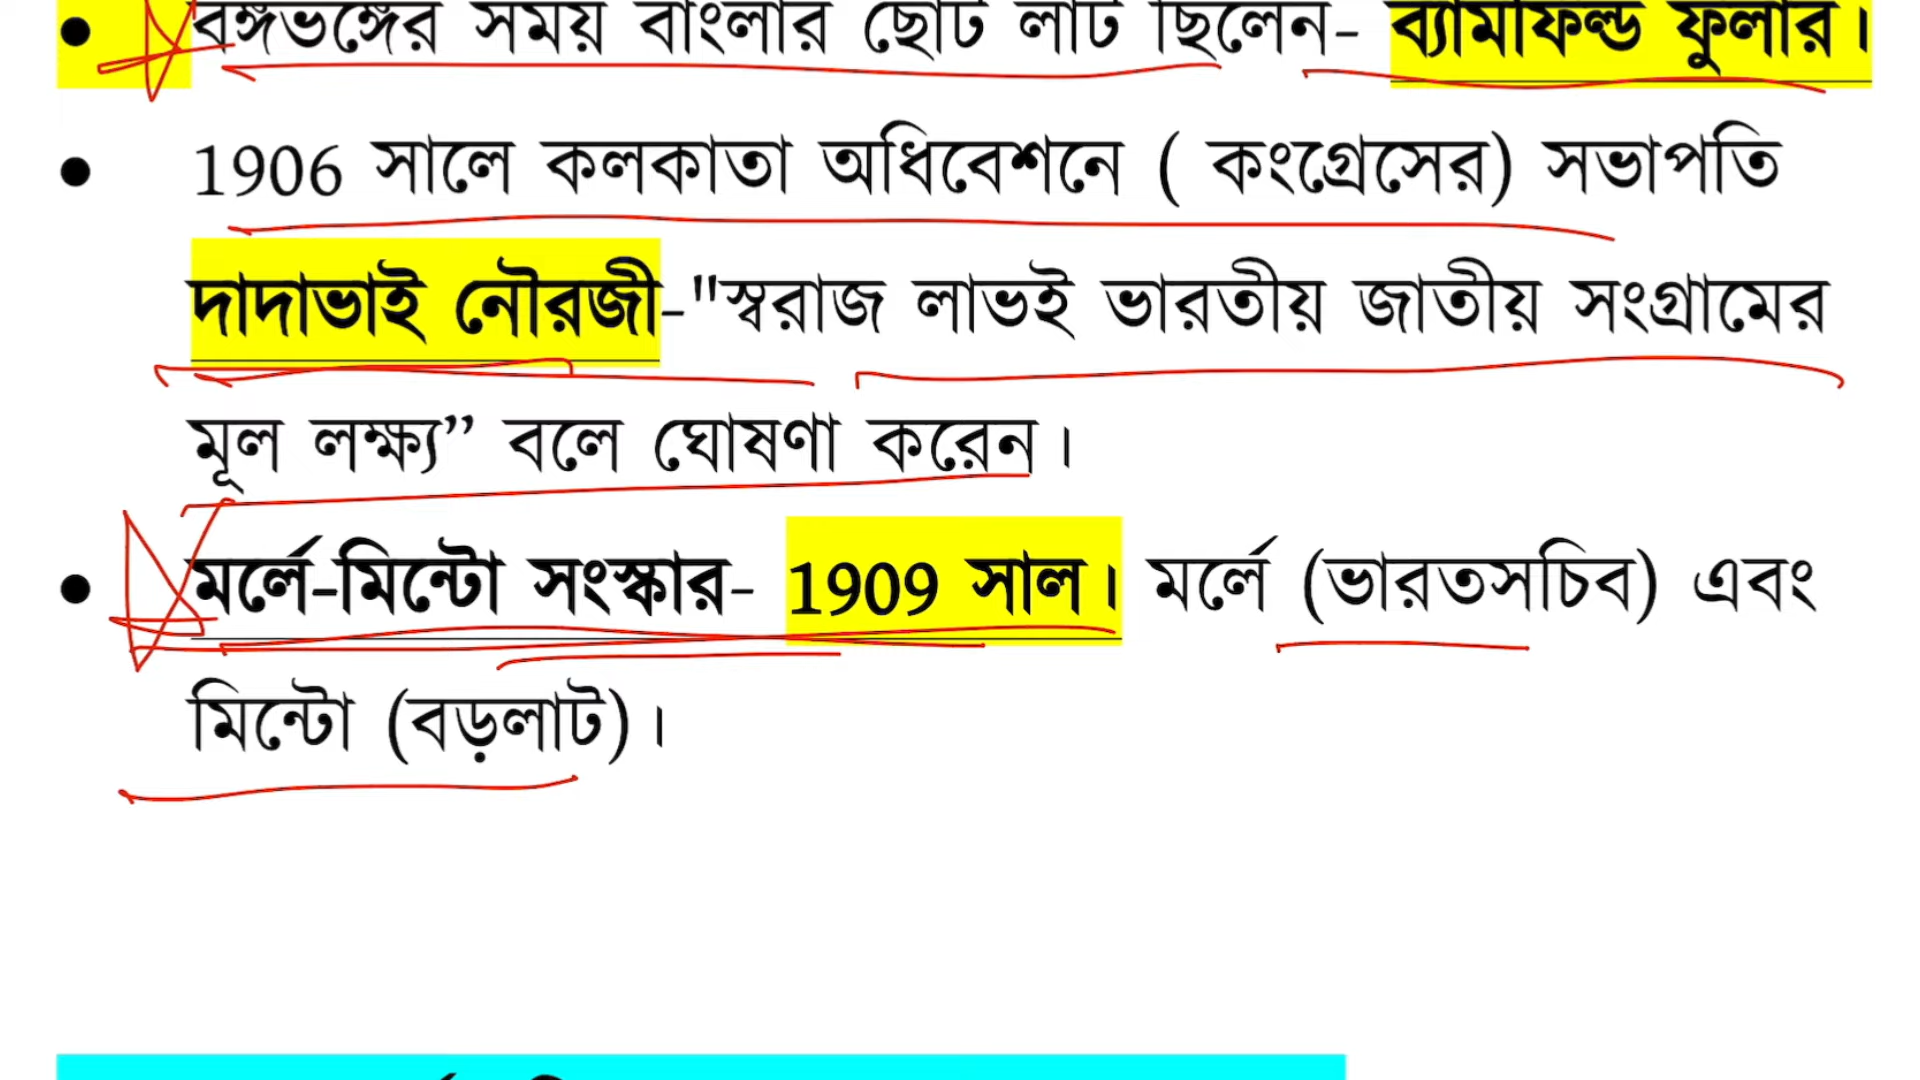 ● বঙ্গভঙ্গের সময় বাংলার ছোট লাট ছিলেন- ব্যামফিল্ড ফুলার।
● 1906 সালে কলকাতা অধিবেশনে ( কংগ্রেসের) সভাপতি
দাদাভাই নৌরজী-"স্বরাজ লাভই ভারতীয় জাতীয় সংগ্রামের
মূল লক্ষ্য” বলে ঘোষণা করেন।
● মর্লে-মিন্টো সংস্কার- 1909 সাল। মর্লে (ভারতসচিব) এবং
মিন্টো (বড়লাট)।